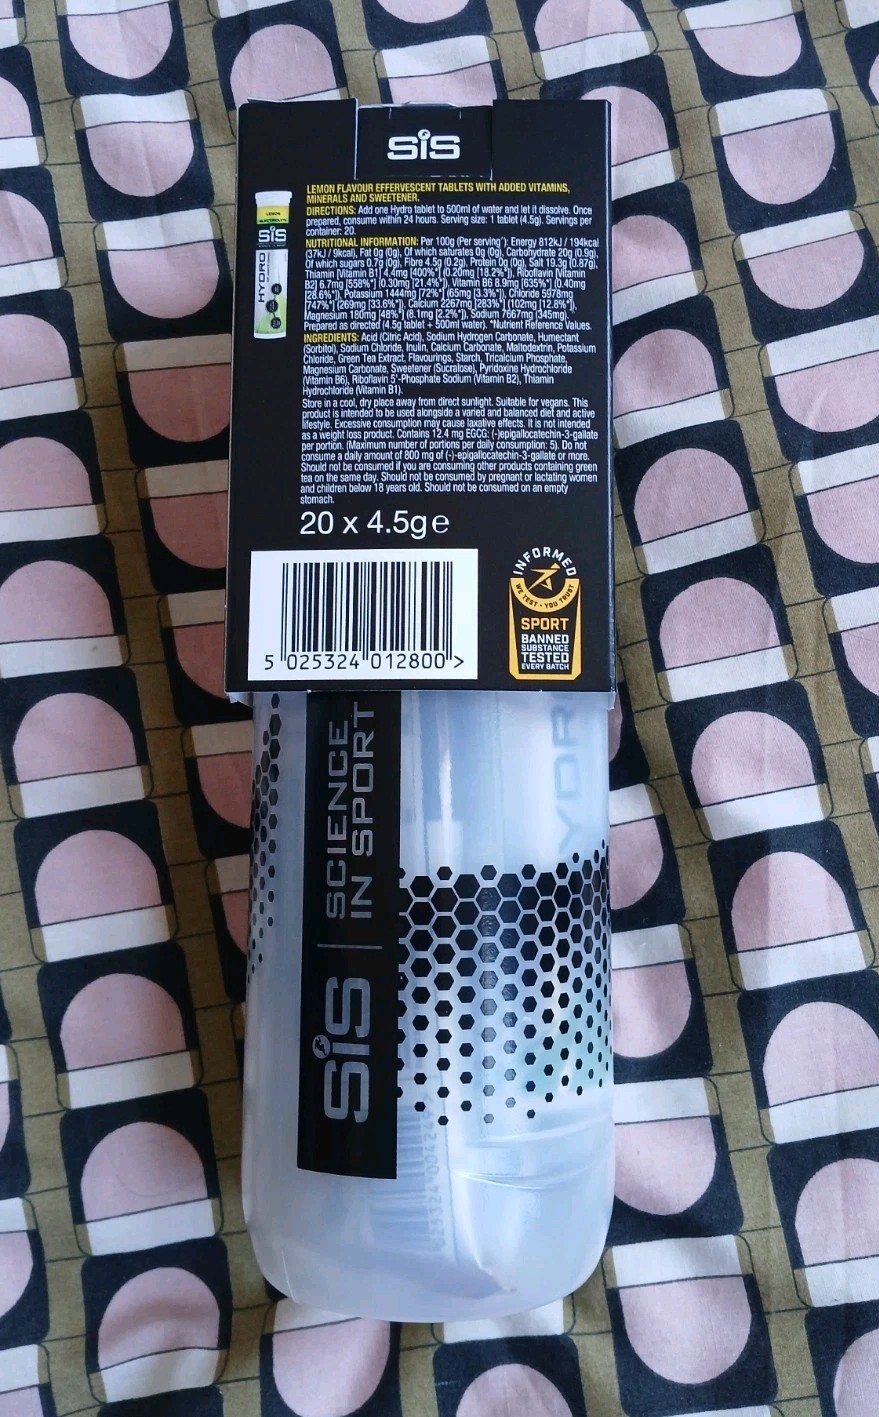 SiS
LEMON FLAVOUR EFFERVESCENT TABLETS WITH ADDED VITAMINS,
MINERALS AND SWEETENER.
DIRECTIONS: Add one Hydro tablet to 500ml of water and let it dissolve. Once
prepared, consume within 24 hours. Serving size: 1 tablet (4.5g). Servings per
container: 20.
NUTRITIONAL INFORMATION: Per 100g (Per serving^): Energy 812kJ / 194kcal
(37kJ / 9kcal), Fat 0g (0g), Of which saturates 0g (0g), Carbohydrate 20g (0.9g),
Of which sugars 0.7g (0g), Fibre 4.5g (0.2g), Protein 0g (0g), Salt 19.3g (0.87g),
Thiamin [Vitamin B1] 4.4mg [400%*] (0.20mg [18.2%*]), Riboflavin [Vitamin
B2] 6.7mg [558%*] (0.30mg [21.4%*]), Vitamin B6 8.9mg [635%*] (0.40mg
[28.6%*]), Potassium 1444mg [72%*] (65mg [3.3%*]), Chloride 5978mg
[747%*] (269mg [33.6%*]), Calcium 2267mg [283%*] (102mg [12.8%*]),
Magnesium 180mg [48%*] (8.1mg [2.2%*]), Sodium 7667mg (345mg).
Prepared as directed (4.5g tablet + 500ml water). *Nutrient Reference Values.
INGREDIENTS: Acid (Citric Acid), Sodium Hydrogen Carbonate, Humectant
(Sorbitol), Sodium Chloride, Inulin, Calcium Carbonate, Maltodextrin, Potassium
Chloride, Green Tea Extract, Flavourings, Starch, Tricalcium Phosphate,
Magnesium Carbonate, Sweetener (Sucralose), Pyridoxine Hydrochloride
(Vitamin B6), Riboflavin 5'-Phosphate Sodium (Vitamin B2), Thiamin
Hydrochloride (Vitamin B1).
Store in a cool, dry place away from direct sunlight. Suitable for vegans. This
product is intended to be used alongside a varied and balanced diet and active
lifestyle. Excessive consumption may cause laxative effects. It is not intended
as a weight loss product. Contains 12.4 mg EGCG: (-)epigallocatechin-3-gallate
per portion. (Maximum number of portions per daily consumption: 5). Do not
consume a daily amount of 800 mg of (-)-epigallocatechin-3-gallate or more.
Should not be consumed if you are consuming other products containing green
tea on the same day. Should not be consumed by pregnant or lactating women
and children below 18 years old. Should not be consumed on an empty
stomach.
LEMON
SiS
HYDRO
20 x 4.5g e
5 025324 012800 >
INFORMED
WE TEST • YOU TRUST
SPORT
BANNED
SUBSTANCE
TESTED
EVERY BATCH
SiS | SCIENCE
IN SPORT
YDR